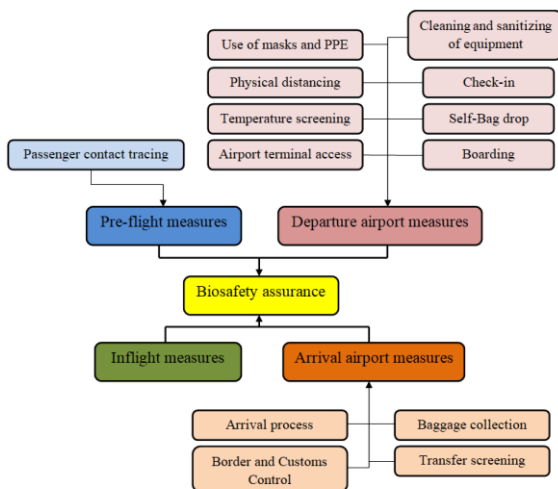 Use of masks and PPE
Cleaning and sanitizing
of equipment
Physical distancing
Check-in
Temperature screening
Self-Bag drop
Passenger contact tracing
Airport terminal access
Boarding
Pre-flight measures
Departure airport measures
Biosafety assurance
Inflight measures
Arrival airport measures
Arrival process
Baggage collection
Border and Customs
Control
Transfer screening